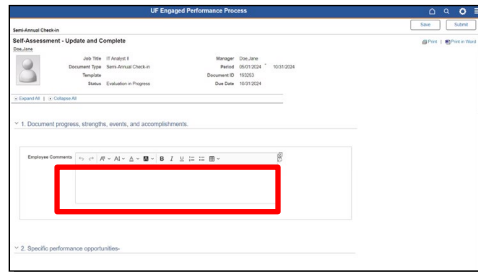 UF Engaged Performance Process
Save Submit
Semi-Annual Check-in
Self-Assessment - Update and Complete
Print | Print in Word
Doe,Jane
Job Title IT Analyst II Manager Doe,Jane
Document Type Semi-Annual Check-in Period 05/01/2024 - 10/31/2024
Template Document ID 193253
Status Evaluation in Progress Due Date 10/31/2024
Expand All | Collapse All
1. Document progress, strengths, events, and accomplishments.
Employee Comments B I U
2. Specific performance opportunities-